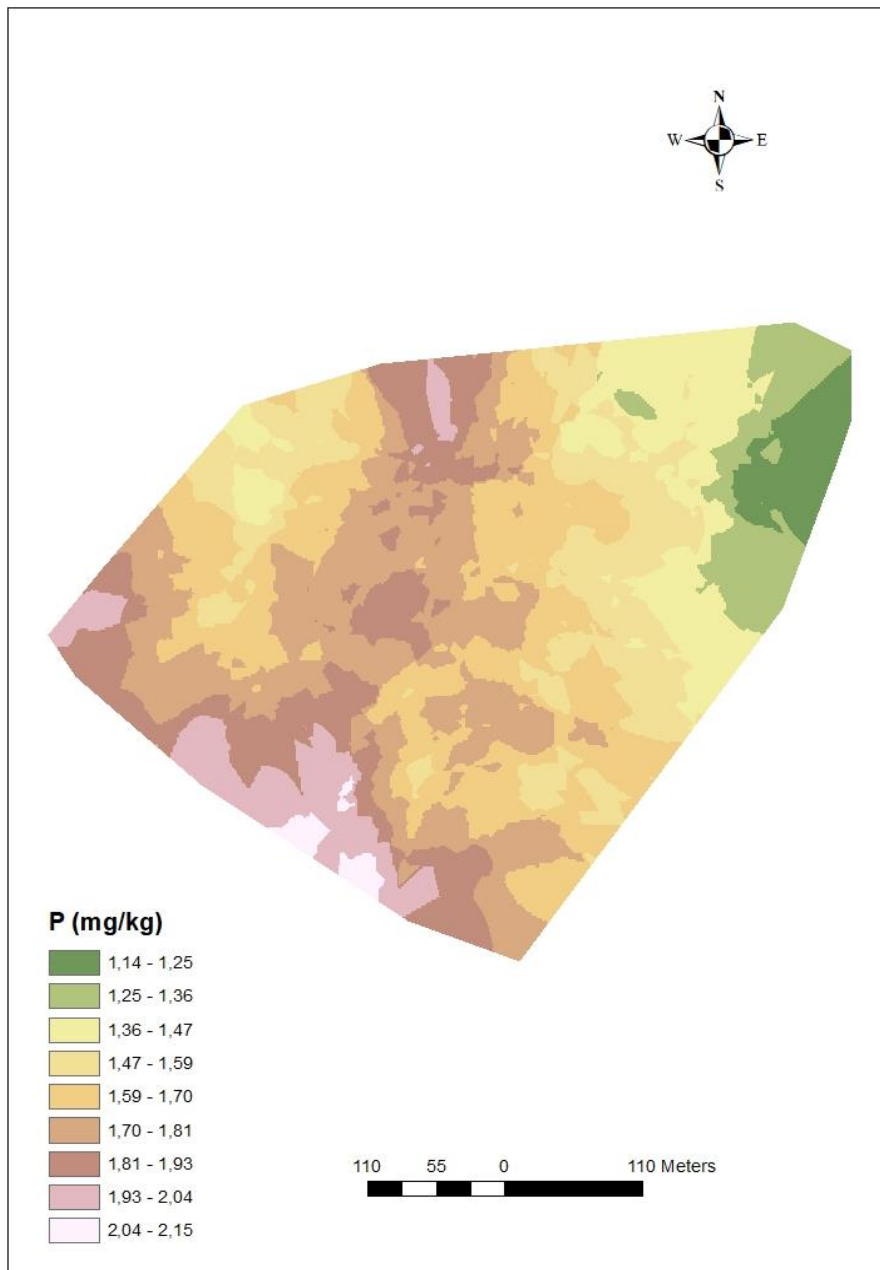 N
W E
S
P (mg/kg)
1,14 - 1,25
1,25 - 1,36
1,36 - 1,47
1,47 - 1,59
1,59 - 1,70
1,70 - 1,81
1,81 - 1,93
1,93 - 2,04
2,04 - 2,15
110 55 0 110 Meters